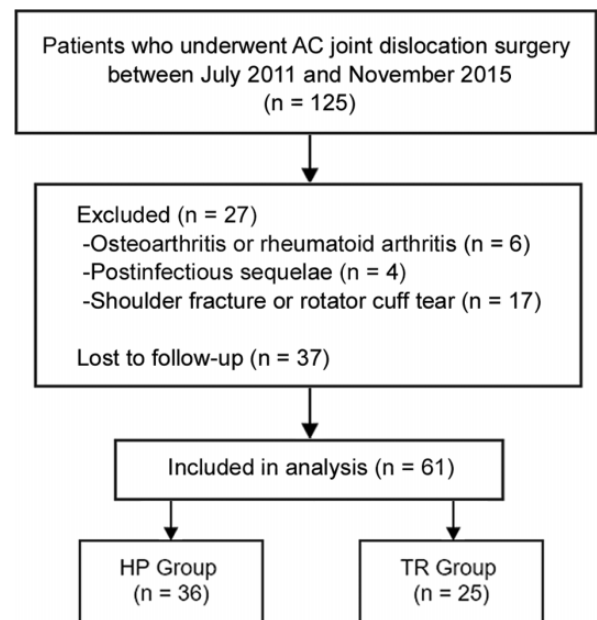 Patients who underwent AC joint dislocation surgery
between July 2011 and November 2015
(n = 125)
Excluded (n = 27)
-Osteoarthritis or rheumatoid arthritis (n = 6)
-Postinfectious sequelae (n = 4)
-Shoulder fracture or rotator cuff tear (n = 17)
Lost to follow-up (n = 37)
Included in analysis (n = 61)
HP Group
(n = 36)
TR Group
(n = 25)